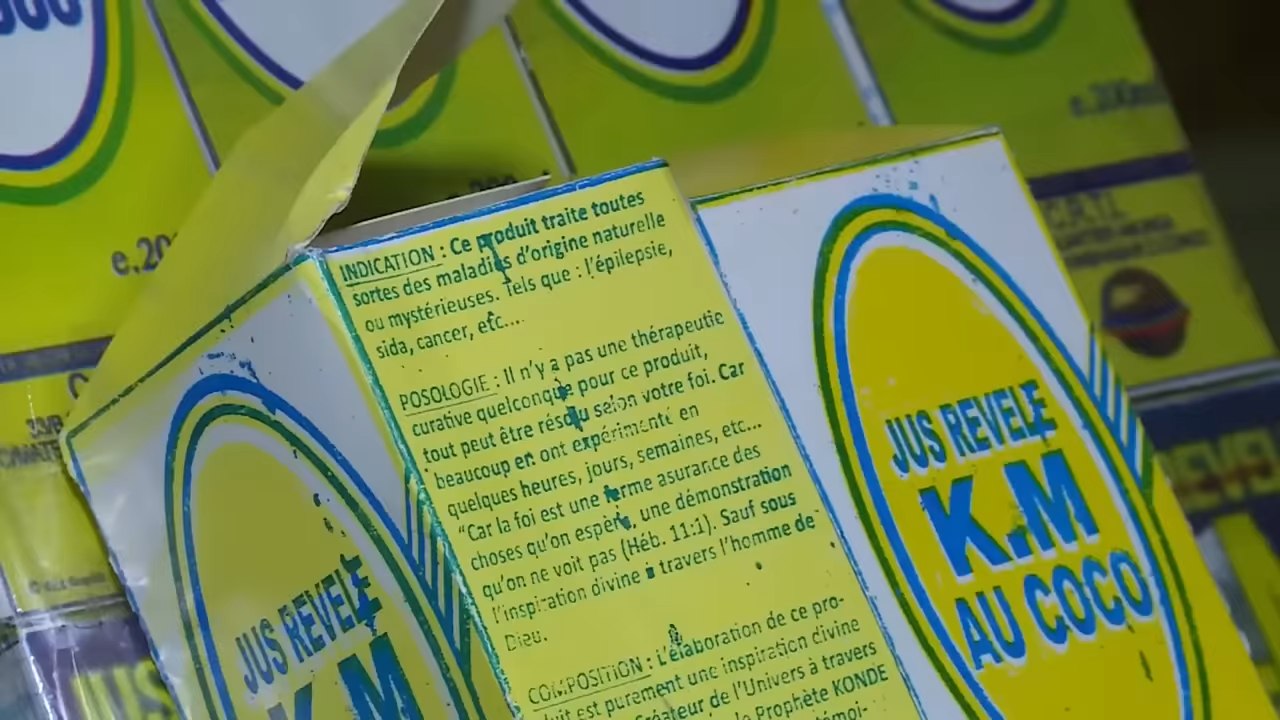 INDICATION : Ce produit traite toutes
sortes des maladies d'origine naturelle
ou mystérieuses. Tels que : l'épilepsie,
sida, cancer, etc....
POSOLOGIE : Il n'y a pas une thérapeutie
curative quelconque pour ce produit,
tout peut être résolu selon votre foi. Car
beaucoup en ont expérimenté en
quelques heures, jours, semaines, etc...
"Car la foi est une ferme asurance des
choses qu'on espère, une démonstration
qu'on ne voit pas (Héb. 11:1). Sauf sous
l'inspiration divine à travers l'homme de
Dieu.
COMPOSITION : L'élaboration de ce pro-
duit est purement une inspiration divine
Créateur de l'Univers à travers
le Prophète KONDE
JUS REVELE
K.M
AU COCO
JUS REVELE
K.M
e.20
e.200ml